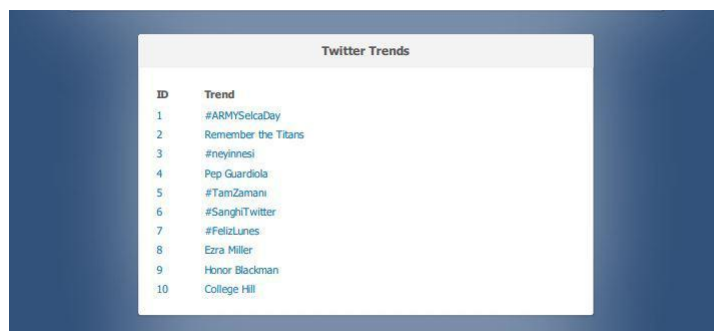 Twitter Trends
ID Trend
1 #ARMYSelcaDay
2 Remember the Titans
3 #neyinnesi
4 Pep Guardiola
5 #TamZamanı
6 #SanghiTwitter
7 #FelizLunes
8 Ezra Miller
9 Honor Blackman
10 College Hill